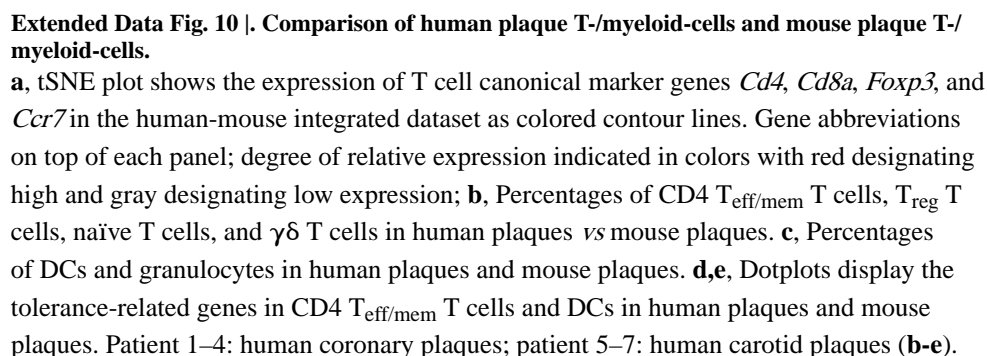 Extended Data Fig. 10 |. Comparison of human plaque T-/myeloid-cells and mouse plaque T-/
myeloid-cells.
a, tSNE plot shows the expression of T cell canonical marker genes Cd4, Cd8a, Foxp3, and
Ccr7 in the human-mouse integrated dataset as colored contour lines. Gene abbreviations
on top of each panel; degree of relative expression indicated in colors with red designating
high and gray designating low expression; b, Percentages of CD4 Teff/mem T cells, Treg T
cells, naïve T cells, and γδ T cells in human plaques vs mouse plaques. c, Percentages
of DCs and granulocytes in human plaques and mouse plaques. d,e, Dotplots display the
tolerance-related genes in CD4 Teff/mem T cells and DCs in human plaques and mouse
plaques. Patient 1–4: human coronary plaques; patient 5–7: human carotid plaques (b-e).